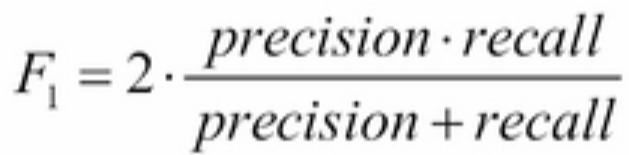 F₁ = 2 · precision · recall
precision + recall